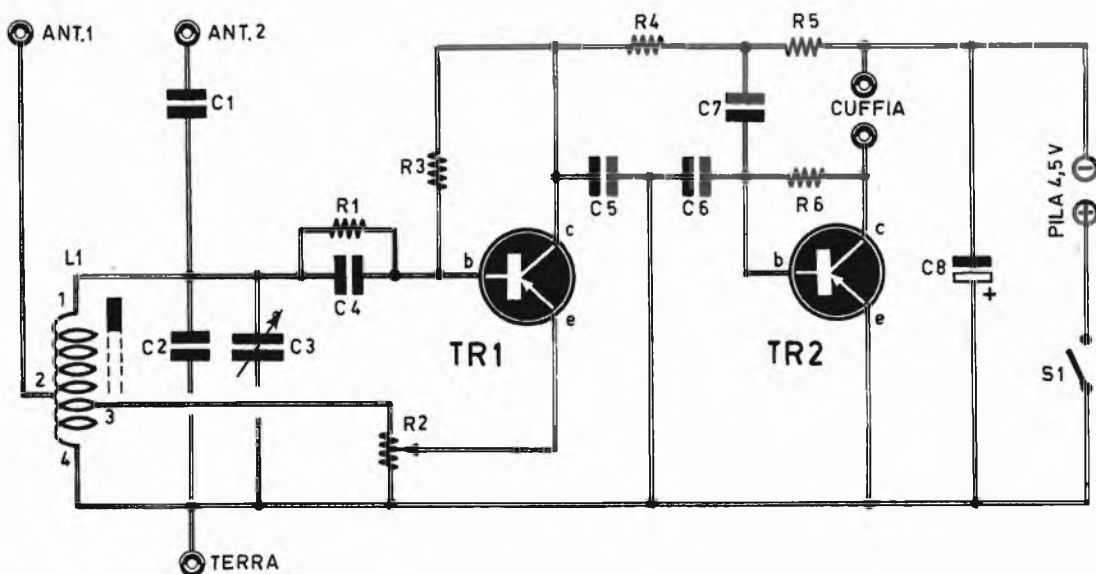 ANT.1
ANT.2
C1
R4
R5
CUFFIA
C7
R3
R1
C4
C5
C6
R6
PILA 4,5 V
−
+
L1
1
2
3
4
C2
C3
b
c
e
TR1
b
c
e
TR2
C8
+
S1
R2
TERRA